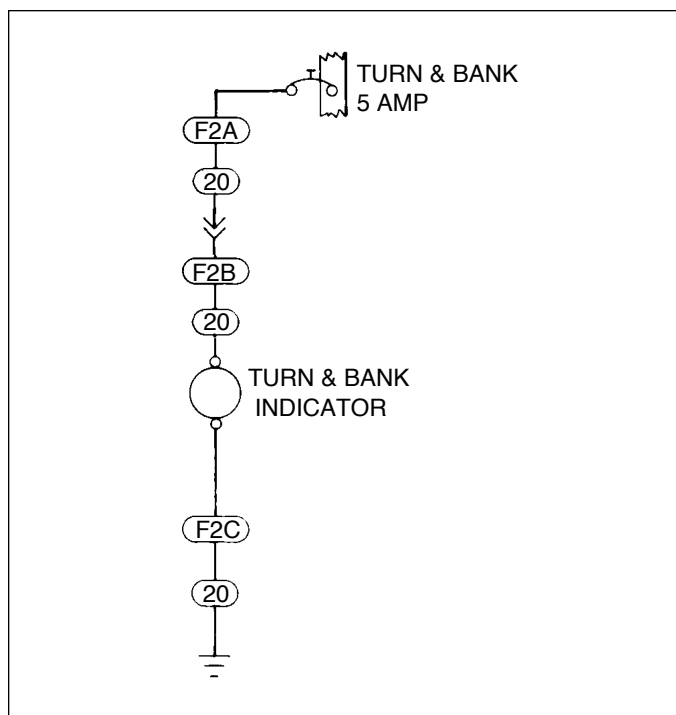 TURN & BANK
5 AMP
F2A
20
F2B
20
TURN & BANK
INDICATOR
F2C
20